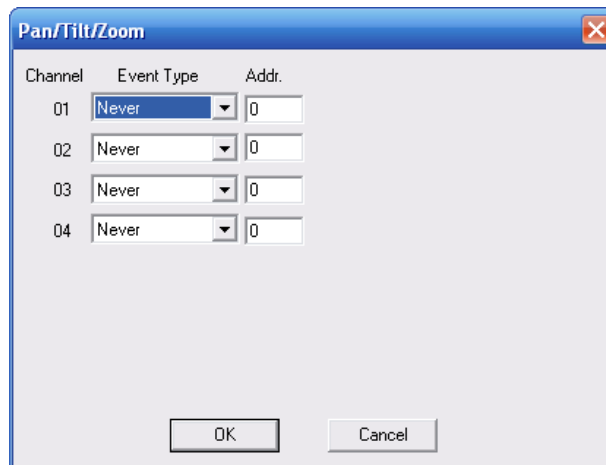 Pan/Tilt/Zoom
Channel Event Type Addr.
01 Never 0
02 Never 0
03 Never 0
04 Never 0
OK Cancel